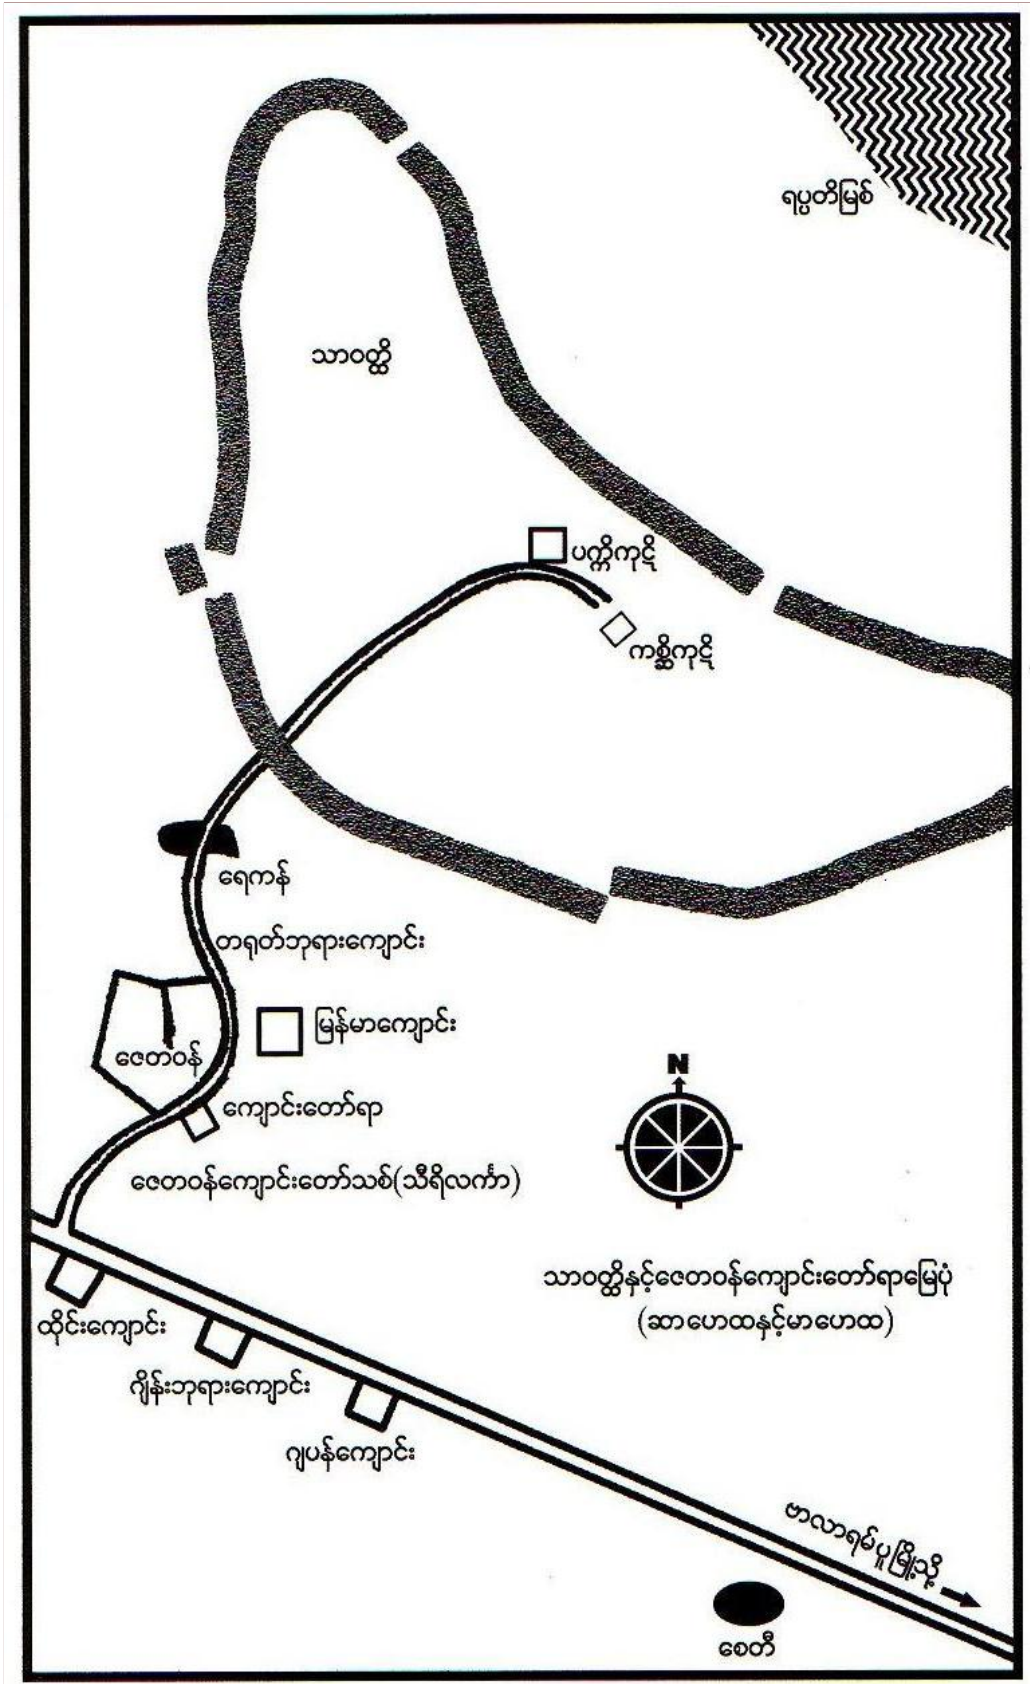 ရပ္ပတိမြစ်
သာဝတ္ထိ
ပက္ကိကုဋိ
ကစ္ဆိကုဋိ
ရေကန်
တရုတ်ဘုရားကျောင်း
မြန်မာကျောင်း
ဇေတဝန်
ကျောင်းတော်ရာ
N
ဇေတဝန်ကျောင်းတော်သစ်(သီရိလင်္ကာ)
သာဝတ္ထိနှင့်ဇေတဝန်ကျောင်းတော်ရာမြေပုံ
(ဆာဟေထနှင့်မာဟေထ)
ထိုင်းကျောင်း
ဂျိန်းဘုရားကျောင်း
ဂျပန်ကျောင်း
ဗာလာရမ်ပူမြို့သို့
စေတီ